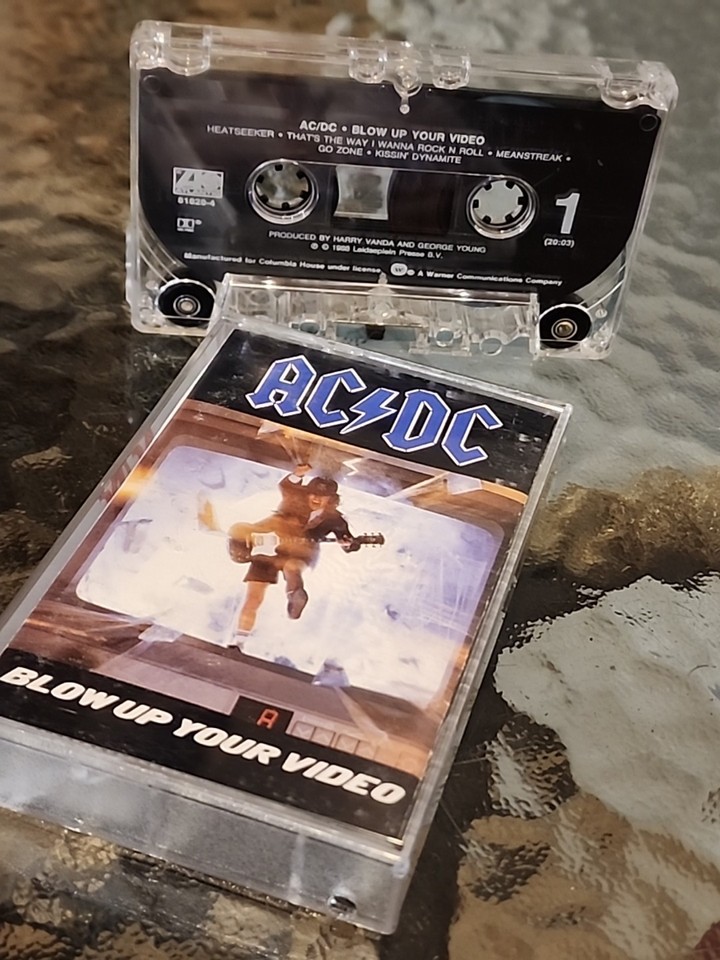 AC/DC • BLOW UP YOUR VIDEO
HEATSEEKER • THAT'S THE WAY I WANNA ROCK N ROLL • MEANSTREAK •
GO ZONE • KISSIN' DYNAMITE
ATLANTIC
81828-4
1
(20:03)
PRODUCED BY HARRY VANDA AND GEORGE YOUNG
℗ © 1988 Leidseplein Presse B.V.
Manufactured for Columbia House under license W ® A Warner Communications Company
AC/DC
A
BLOW UP YOUR VIDEO